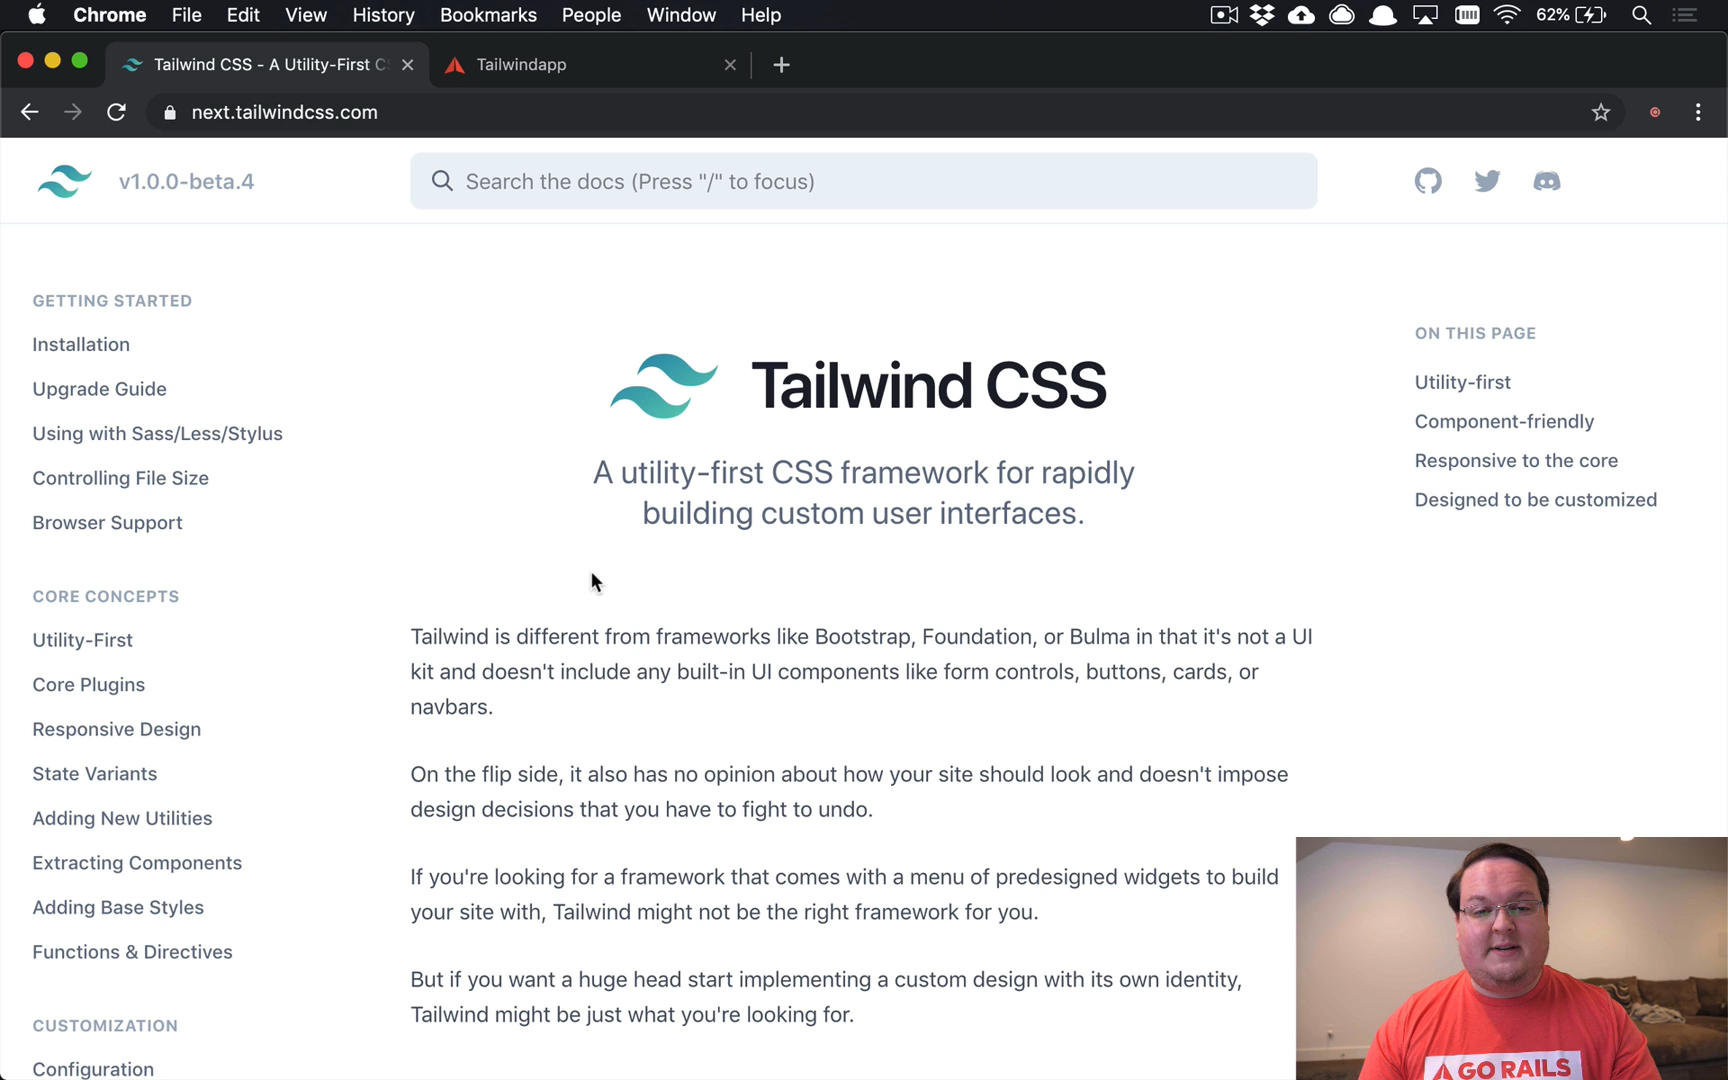 Chrome File Edit View History Bookmarks People Window Help 62%
Tailwind CSS - A Utility-First C
Tailwindapp
next.tailwindcss.com
v1.0.0-beta.4
Search the docs (Press "/" to focus)
GETTING STARTED
Installation
Upgrade Guide
Using with Sass/Less/Stylus
Controlling File Size
Browser Support
CORE CONCEPTS
Utility-First
Core Plugins
Responsive Design
State Variants
Adding New Utilities
Extracting Components
Adding Base Styles
Functions & Directives
CUSTOMIZATION
Configuration
Tailwind CSS
A utility-first CSS framework for rapidly
building custom user interfaces.
Tailwind is different from frameworks like Bootstrap, Foundation, or Bulma in that it's not a UI
kit and doesn't include any built-in UI components like form controls, buttons, cards, or
navbars.
On the flip side, it also has no opinion about how your site should look and doesn't impose
design decisions that you have to fight to undo.
If you're looking for a framework that comes with a menu of predesigned widgets to build
your site with, Tailwind might not be the right framework for you.
But if you want a huge head start implementing a custom design with its own identity,
Tailwind might be just what you're looking for.
ON THIS PAGE
Utility-first
Component-friendly
Responsive to the core
Designed to be customized
GO RAILS